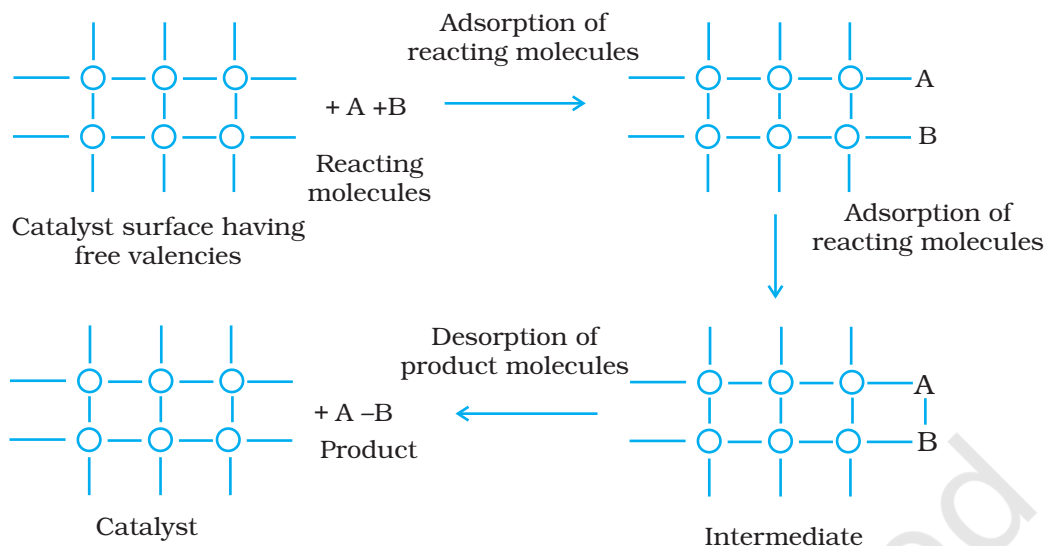 Adsorption of
reacting molecules
+ A +B
A
B
Reacting
molecules
Catalyst surface having
free valencies
Adsorption of
reacting molecules
Desorption of
product molecules
+ A –B
Product
A
B
Catalyst
Intermediate